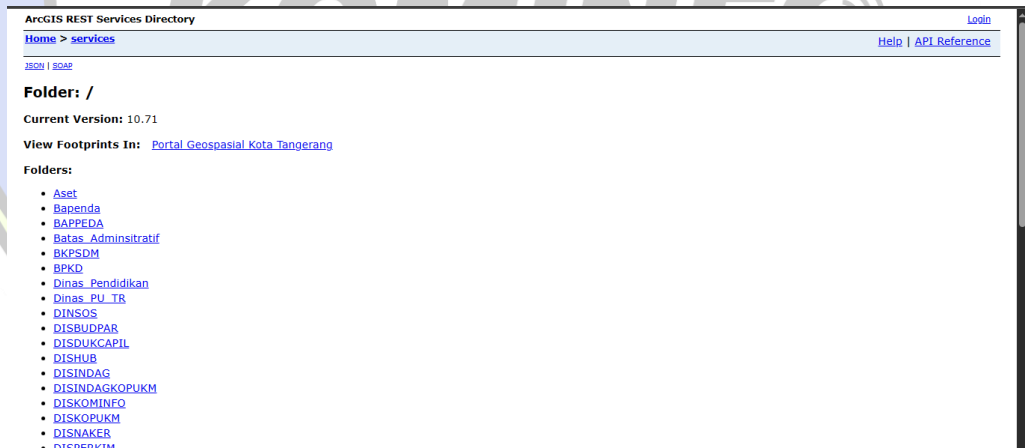 ArcGIS REST Services Directory
Login
Home > services
Help | API Reference
JSON | SOAP
Folder: /
Current Version: 10.71
View Footprints In: Portal Geospasial Kota Tangerang
Folders:
Aset
Bapenda
BAPPEDA
Batas_Adminsitratif
BKPSDM
BPKD
Dinas_Pendidikan
Dinas_PU_TR
DINSOS
DISBUDPAR
DISDUKCAPIL
DISHUB
DISINDAG
DISINDAGKOPUKM
DISKOMINFO
DISKOPUKM
DISNAKER
DISPERKIM